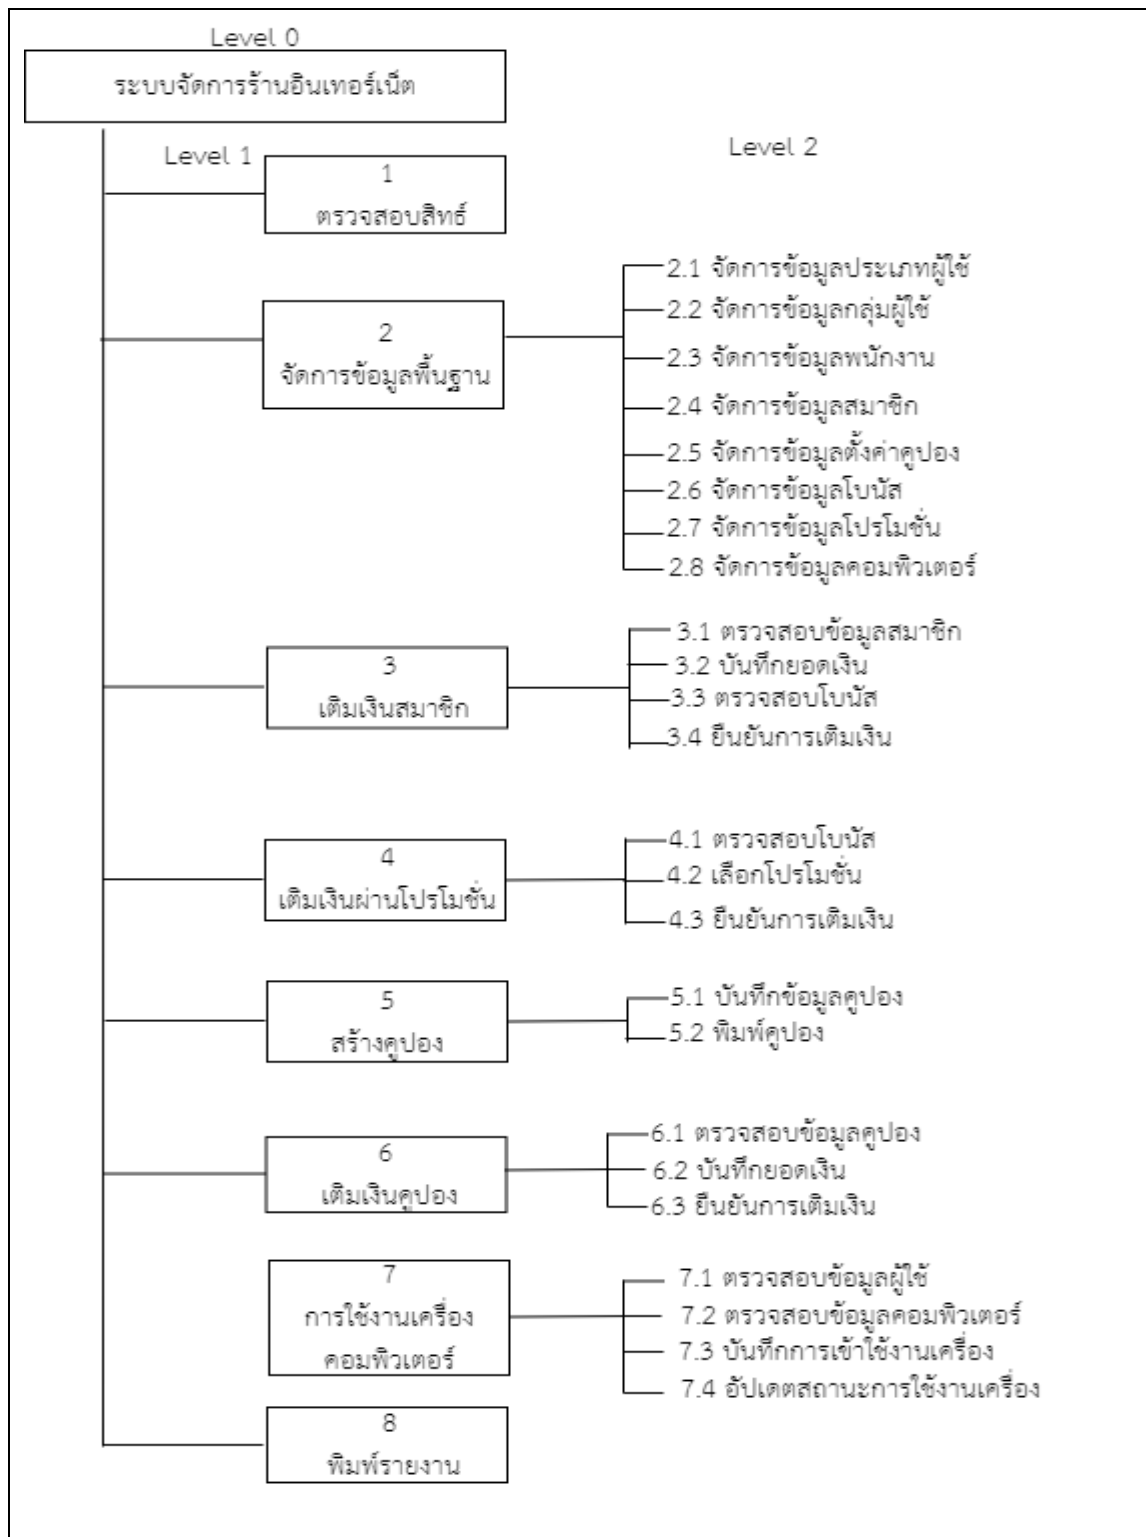 Level 0
ระบบจัดการร้านอินเทอร์เน็ต
Level 1
Level 2
1
ตรวจสอบสิทธ์
2
จัดการข้อมูลพื้นฐาน
2.1 จัดการข้อมูลประเภทผู้ใช้
2.2 จัดการข้อมูลกลุ่มผู้ใช้
2.3 จัดการข้อมูลพนักงาน
2.4 จัดการข้อมูลสมาชิก
2.5 จัดการข้อมูลตั้งค่าคูปอง
2.6 จัดการข้อมูลโบนัส
2.7 จัดการข้อมูลโปรโมชั่น
2.8 จัดการข้อมูลคอมพิวเตอร์
3
เติมเงินสมาชิก
3.1 ตรวจสอบข้อมูลสมาชิก
3.2 บันทึกยอดเงิน
3.3 ตรวจสอบโบนัส
3.4 ยืนยันการเติมเงิน
4
เติมเงินผ่านโปรโมชั่น
4.1 ตรวจสอบโบนัส
4.2 เลือกโปรโมชั่น
4.3 ยืนยันการเติมเงิน
5
สร้างคูปอง
5.1 บันทึกข้อมูลคูปอง
5.2 พิมพ์คูปอง
6
เติมเงินคูปอง
6.1 ตรวจสอบข้อมูลคูปอง
6.2 บันทึกยอดเงิน
6.3 ยืนยันการเติมเงิน
7
การใช้งานเครื่อง
คอมพิวเตอร์
7.1 ตรวจสอบข้อมูลผู้ใช้
7.2 ตรวจสอบข้อมูลคอมพิวเตอร์
7.3 บันทึกการเข้าใช้งานเครื่อง
7.4 อัปเดตสถานะการใช้งานเครื่อง
8
พิมพ์รายงาน